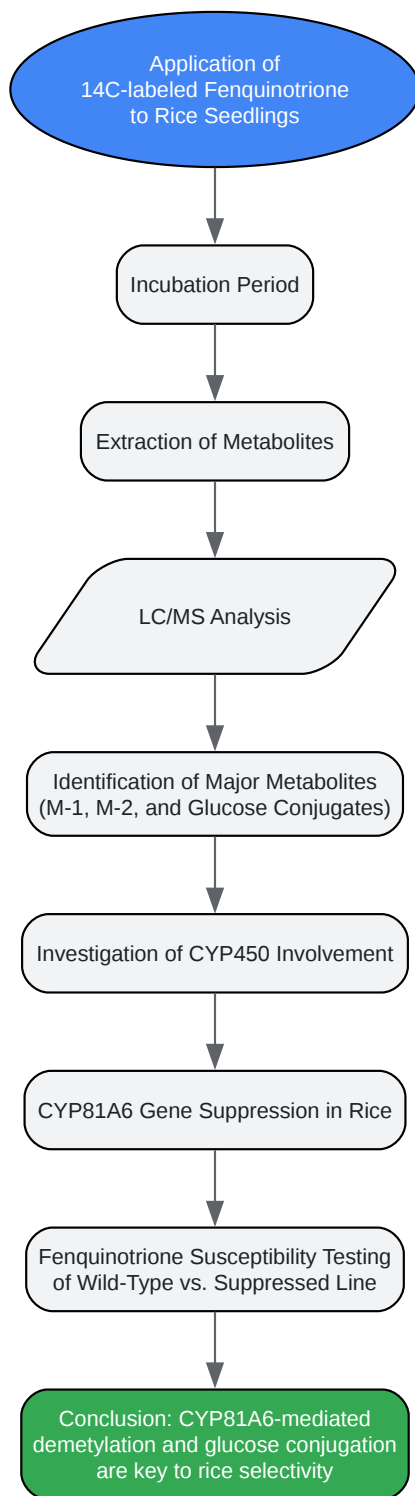 Application of
14C-labeled Fenquinotrione
to Rice Seedlings
Incubation Period
Extraction of Metabolites
LC/MS Analysis
Identification of Major Metabolites
(M-1, M-2, and Glucose Conjugates)
Investigation of CYP450 Involvement
CYP81A6 Gene Suppression in Rice
Fenquinotrione Susceptibility Testing
of Wild-Type vs. Suppressed Line
Conclusion: CYP81A6-mediated
demetylation and glucose conjugation
are key to rice selectivity